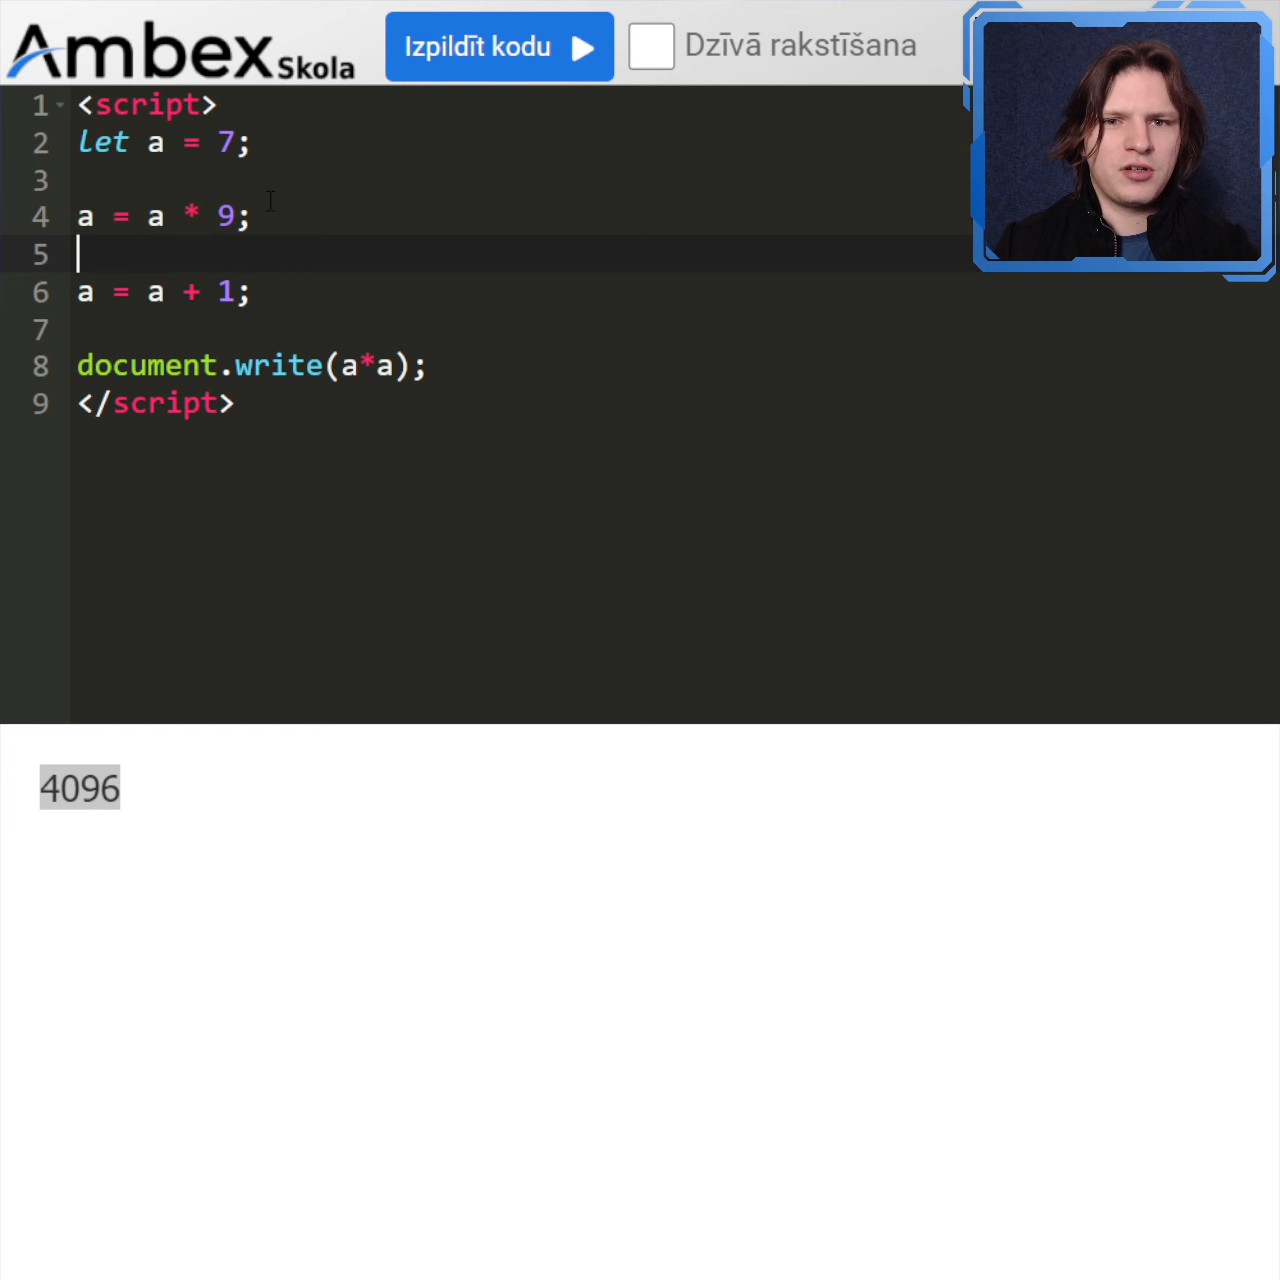 Ambex Skola
Izpildīt kodu
Dzīvā rakstīšana
1 <script>
2 let a = 7;
3
4 a = a * 9;
5
6 a = a + 1;
7
8 document.write(a*a);
9 </script>
4096